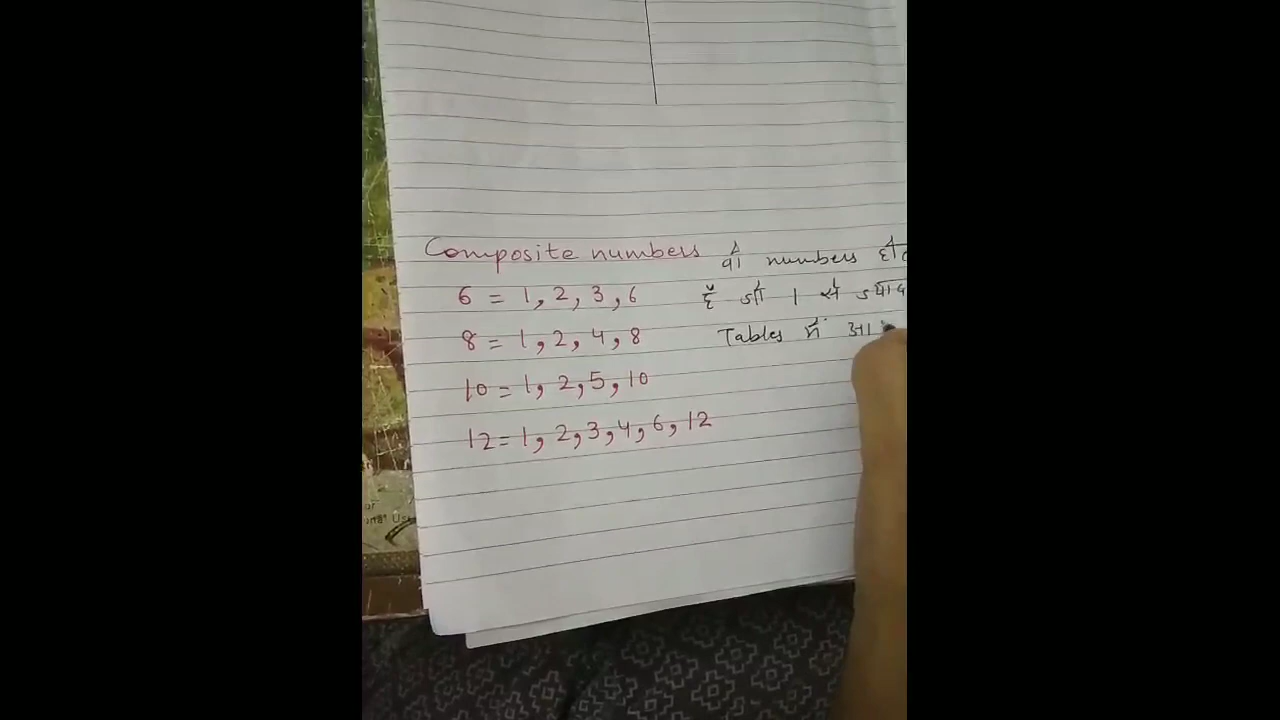 Composite numbers वो numbers होते
6 = 1, 2, 3, 6 हैं जो 1 से ज्याद
8 = 1, 2, 4, 8 Tables में आ
10 = 1, 2, 5, 10
12 = 1, 2, 3, 4, 6, 12